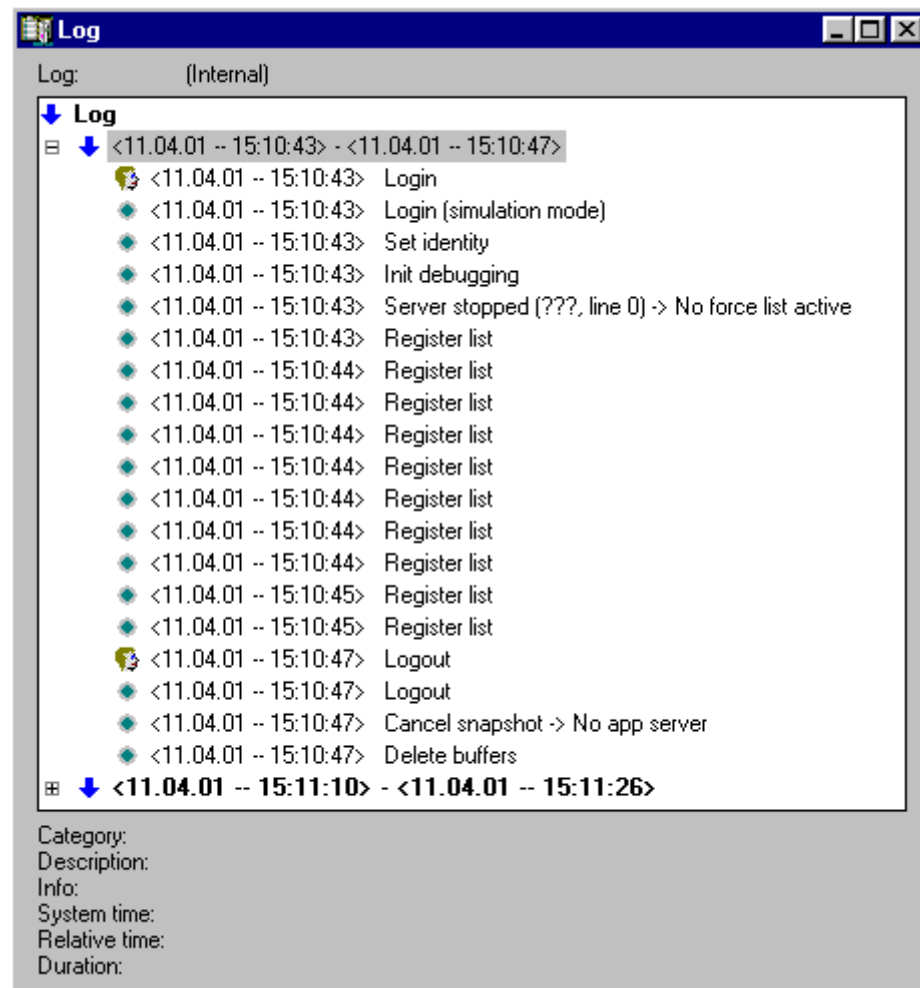 Log
Log: (Internal)
Log
<11.04.01 -- 15:10:43> - <11.04.01 -- 15:10:47>
<11.04.01 -- 15:10:43> Login
<11.04.01 -- 15:10:43> Login (simulation mode)
<11.04.01 -- 15:10:43> Set identity
<11.04.01 -- 15:10:43> Init debugging
<11.04.01 -- 15:10:43> Server stopped (???, line 0) -> No force list active
<11.04.01 -- 15:10:43> Register list
<11.04.01 -- 15:10:44> Register list
<11.04.01 -- 15:10:44> Register list
<11.04.01 -- 15:10:44> Register list
<11.04.01 -- 15:10:44> Register list
<11.04.01 -- 15:10:44> Register list
<11.04.01 -- 15:10:44> Register list
<11.04.01 -- 15:10:44> Register list
<11.04.01 -- 15:10:45> Register list
<11.04.01 -- 15:10:45> Register list
<11.04.01 -- 15:10:47> Logout
<11.04.01 -- 15:10:47> Logout
<11.04.01 -- 15:10:47> Cancel snapshot -> No app server
<11.04.01 -- 15:10:47> Delete buffers
<11.04.01 -- 15:11:10> - <11.04.01 -- 15:11:26>
Category:
Description:
Info:
System time:
Relative time:
Duration: